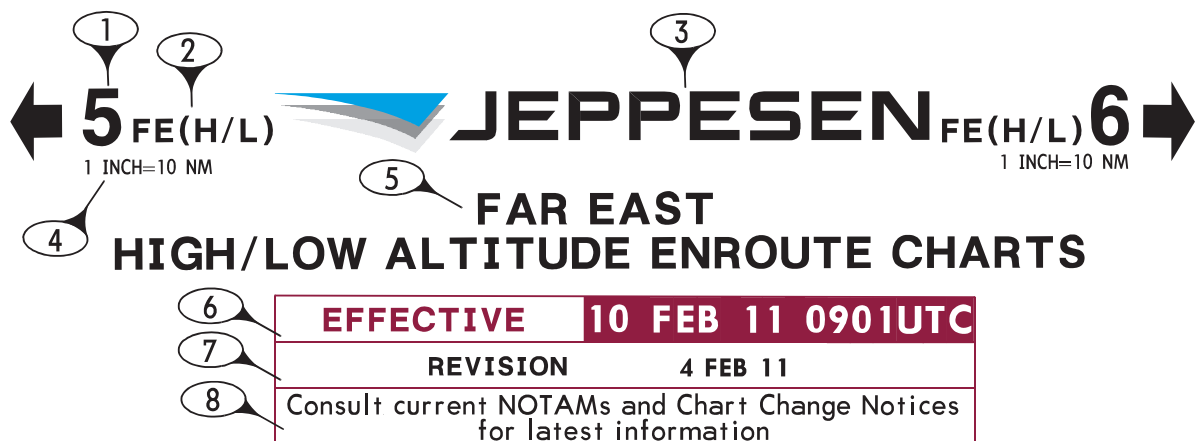 1 2 3
5 FE(H/L) JEPPESEN FE(H/L) 6
1 INCH=10 NM 1 INCH=10 NM
4 5
FAR EAST
HIGH/LOW ALTITUDE ENROUTE CHARTS
6 EFFECTIVE 10 FEB 11 0901UTC
7 REVISION 4 FEB 11
8 Consult current NOTAMs and Chart Change Notices
for latest information